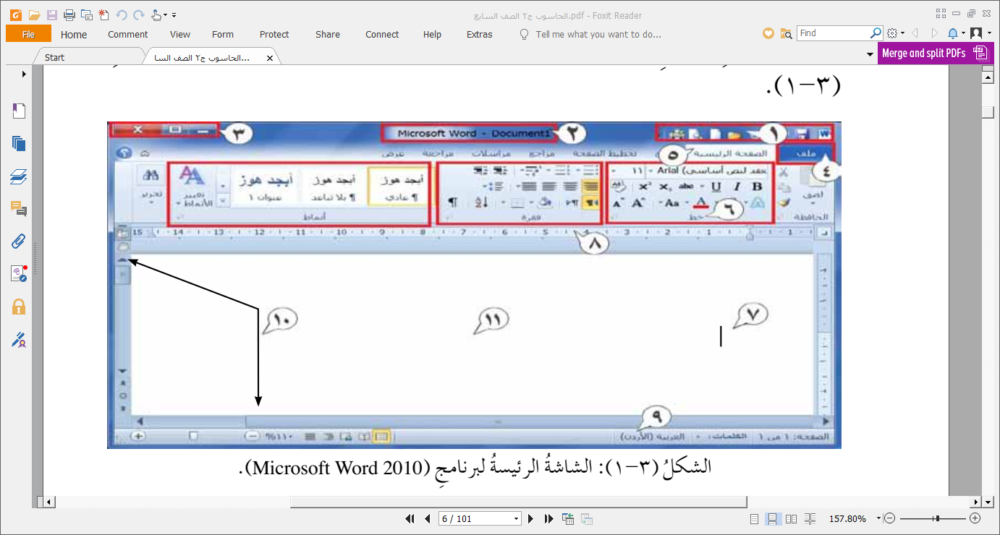 الحاسوب ج٢ الصف السابع.pdf - Foxit Reader
File Home Comment View Form Protect Share Connect Help Extras Tell me what you want to do... Find
Start الحاسوب ج٢ الصف السا... Merge and split PDFs
(٣–١).
١ Microsoft Word - Document1 ٢ ٣
ملف ٤ الصفحة الرئيسية ٥ تخطيط الصفحة مراجع مراسلات مراجعة عرض
لصق Arial (عقد لنص أساسي ١١ أبجد هوز أبجد هوز أبجد هوز تغيير الأنماط تحرير
¶ عادي ¶ بلا تباعد عنوان ١
B I U abc x₂ x² Aa A A A
الحافظة خط ٦ فقرة أنماط
1 1 2 3 4 5 6 7 8 9 10 11 12 13 14 15
٨
٧ ١١ ١٠
٩
الصفحة: ١ من ١ الكلمات: العربية (الأردن) ١١٠%
الشكلُ (٣–١): الشاشةُ الرئيسةُ لبرنامجِ (Microsoft Word 2010).
6 / 101 157.80%